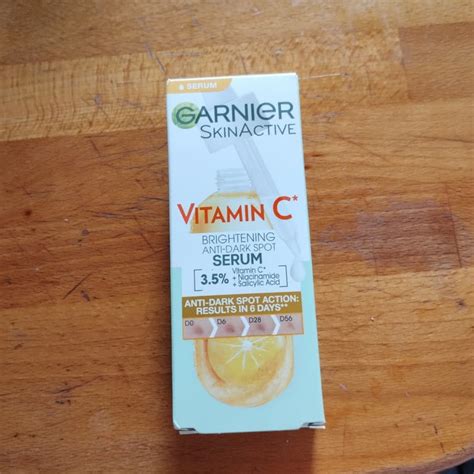 SERUM
GARNIER
SKINACTIVE
VITAMIN C*
BRIGHTENING
ANTI-DARK SPOT
SERUM
3.5% Vitamin C*
+ Niacinamide
+ Salicylic Acid
ANTI-DARK SPOT ACTION:
RESULTS IN 6 DAYS**
D0 D6 D28 D56